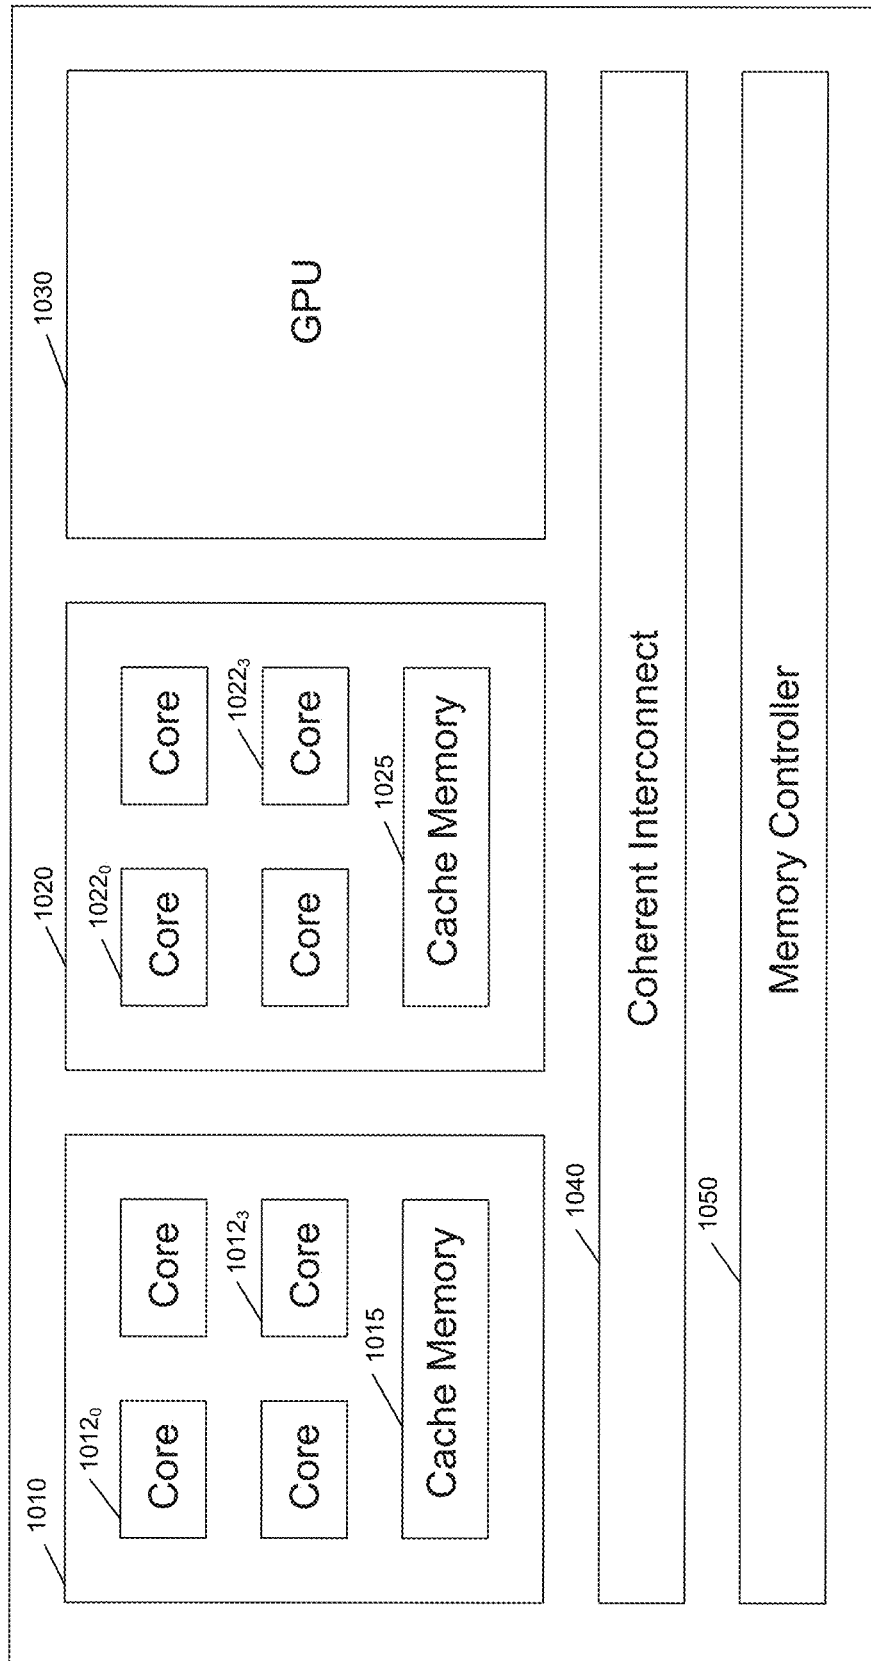 1010
1012₀
Core
Core
Core
1012₃
Core
1015
Cache Memory
1020
1022₀
Core
Core
Core
1022₃
Core
1025
Cache Memory
1030
GPU
1040
Coherent Interconnect
1050
Memory Controller